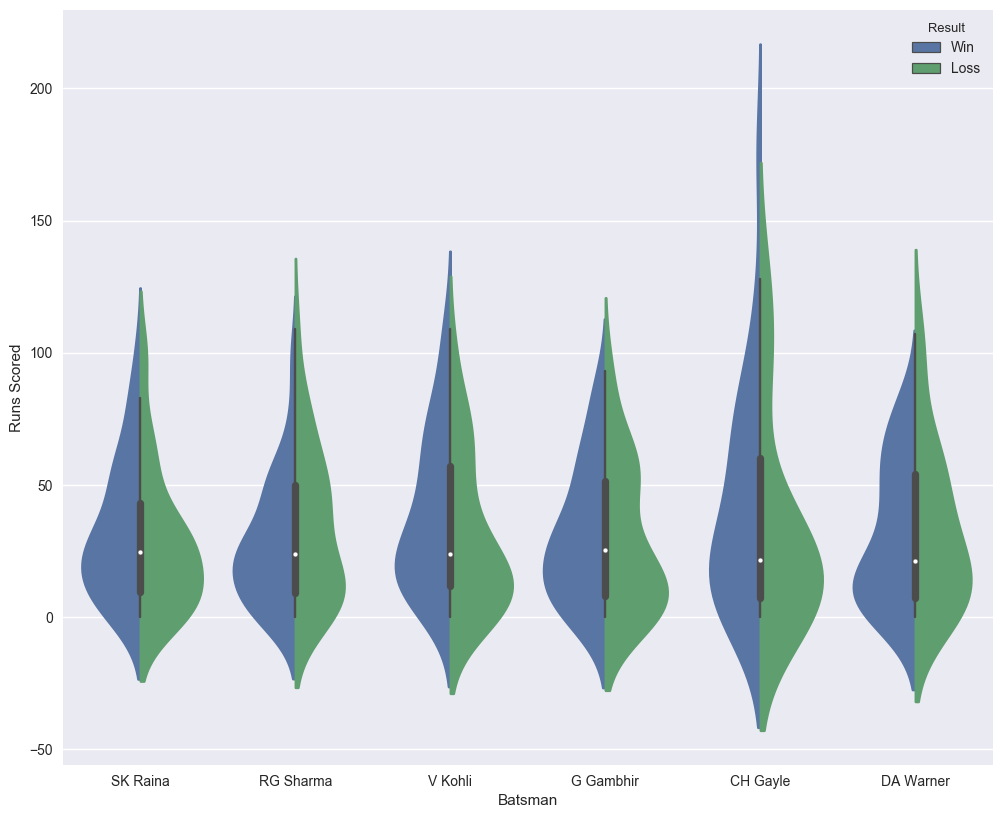 Result
Win
Loss
200
150
100
50
0
−50
Runs Scored
SK Raina
RG Sharma
V Kohli
G Gambhir
CH Gayle
DA Warner
Batsman